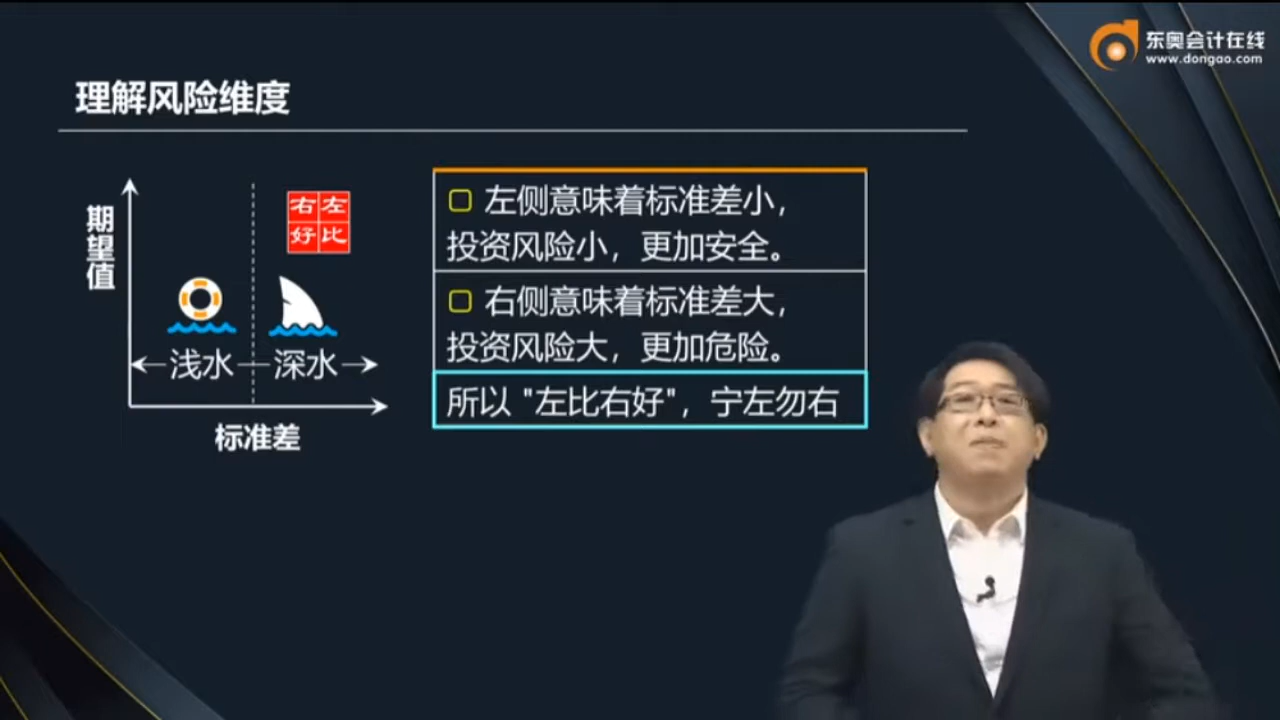 东奥会计在线
www.dongao.com
理解风险维度
期望值
右左
好比
浅水
深水
标准差
左侧意味着标准差小，
投资风险小，更加安全。
右侧意味着标准差大，
投资风险大，更加危险。
所以 "左比右好"，宁左勿右